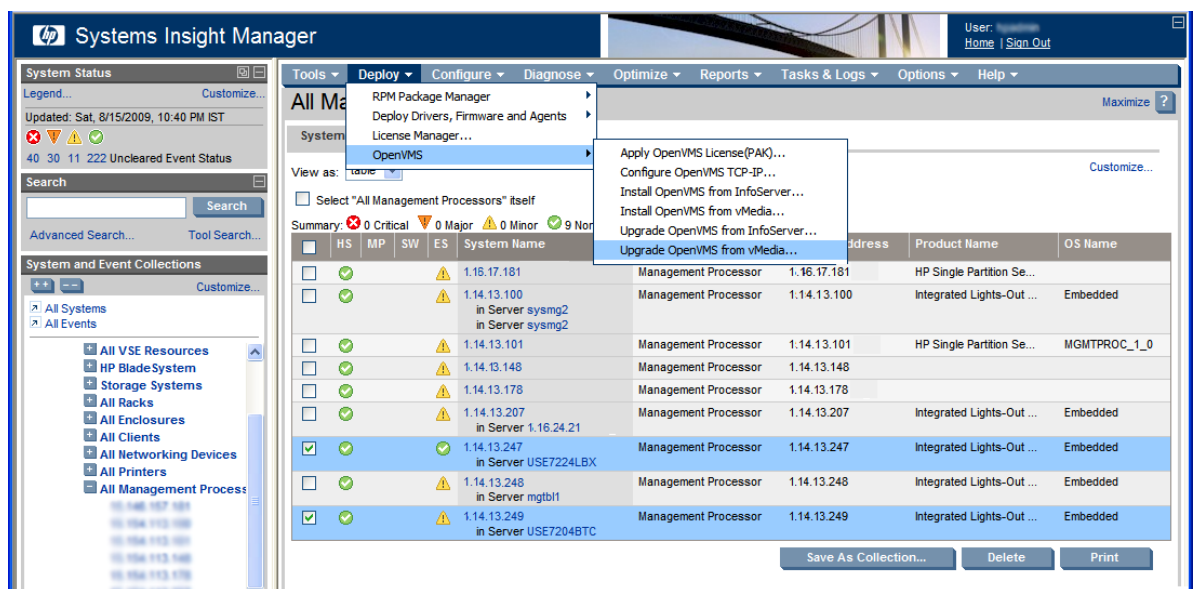 hp Systems Insight Manager
User:
Home | Sign Out
System Status
Legend... Customize...
Updated: Sat, 8/15/2009, 10:40 PM IST
40 30 11 222 Uncleared Event Status
Search
Search
Advanced Search... Tool Search...
System and Event Collections
Customize...
All Systems
All Events
All VSE Resources
HP BladeSystem
Storage Systems
All Racks
All Enclosures
All Clients
All Networking Devices
All Printers
All Management Process
Tools Deploy Configure Diagnose Optimize Reports Tasks & Logs Options Help
All Ma
Maximize ?
RPM Package Manager
Deploy Drivers, Firmware and Agents
License Manager...
OpenVMS
Apply OpenVMS License(PAK)...
Configure OpenVMS TCP-IP...
Install OpenVMS from InfoServer...
Install OpenVMS from vMedia...
Upgrade OpenVMS from InfoServer...
Upgrade OpenVMS from vMedia...
System
View as: table
Customize...
Select "All Management Processors" itself
Summary: 0 Critical 0 Major 0 Minor 9 Nor
HS MP SW ES System Name ddress Product Name OS Name
1.16.17.181 Management Processor 1.16.17.181 HP Single Partition Se...
1.14.13.100 Management Processor 1.14.13.100 Integrated Lights-Out ... Embedded
in Server sysmg2
in Server sysmg2
1.14.13.101 Management Processor 1.14.13.101 HP Single Partition Se... MGMTPROC_1_0
1.14.13.148 Management Processor 1.14.13.148
1.14.13.178 Management Processor 1.14.13.178
1.14.13.207 Management Processor 1.14.13.207 Integrated Lights-Out ... Embedded
in Server 1.16.24.21
1.14.13.247 Management Processor 1.14.13.247 Integrated Lights-Out ... Embedded
in Server USE7224LBX
1.14.13.248 Management Processor 1.14.13.248 Integrated Lights-Out ... Embedded
in Server mgtbl1
1.14.13.249 Management Processor 1.14.13.249 Integrated Lights-Out ... Embedded
in Server USE7204BTC
Save As Collection... Delete Print